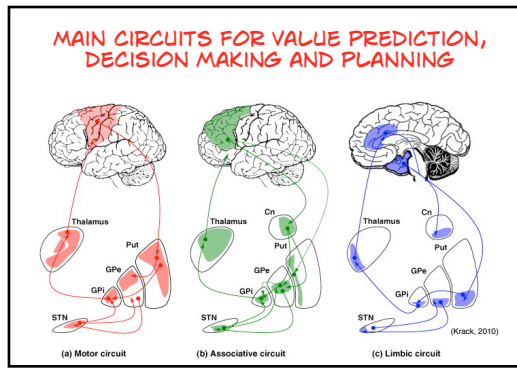 MAIN CIRCUITS FOR VALUE PREDICTION,
DECISION MAKING AND PLANNING
Thalamus
Put
GPe
GPi
STN
(a) Motor circuit
Cn
Thalamus
Put
GPe
GPi
STN
(b) Associative circuit
Thalamus
Cn
Put
GPe
GPi
STN
(Krack, 2010)
(c) Limbic circuit